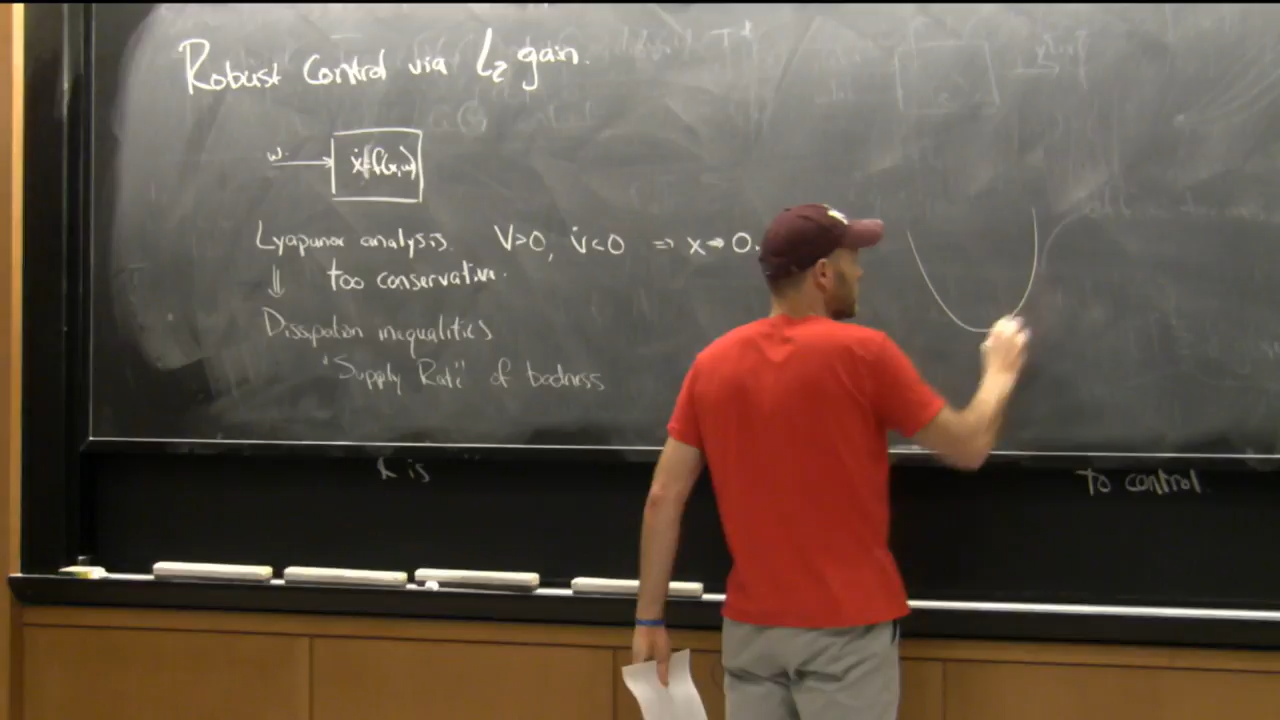 Robust Control via L₂ gain.
w
ẋ=f(x,w)
Lyapunov analysis. V>0, V̇<0 ⇒ x→0.
⇓ too conservative.
Dissipation inequalities
"Supply Rate" of badness
is
to control.